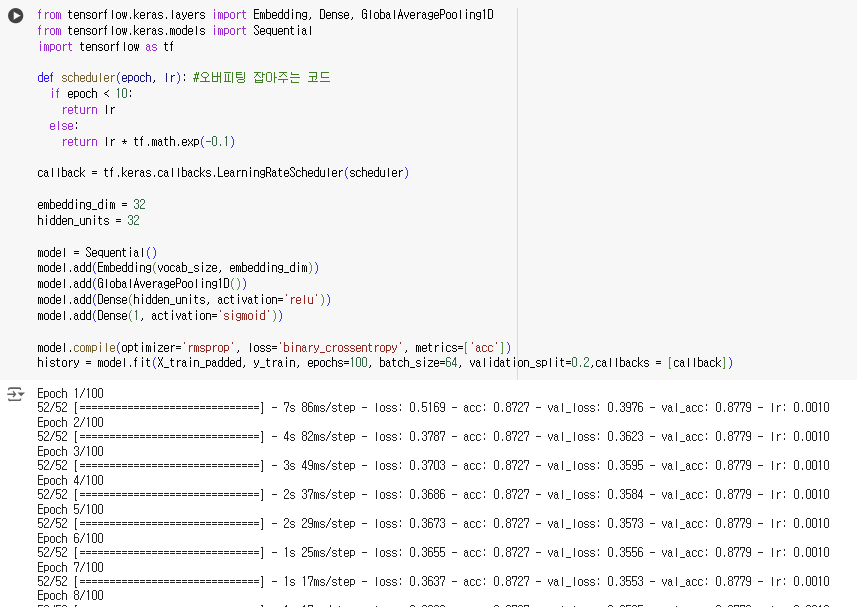 from tensorflow.keras.layers import Embedding, Dense, GlobalAveragePooling1D
from tensorflow.keras.models import Sequential
import tensorflow as tf
def scheduler(epoch, lr): #오버피팅 잡아주는 코드
if epoch < 10:
return lr
else:
return lr * tf.math.exp(-0.1)
callback = tf.keras.callbacks.LearningRateScheduler(scheduler)
embedding_dim = 32
hidden_units = 32
model = Sequential()
model.add(Embedding(vocab_size, embedding_dim))
model.add(GlobalAveragePooling1D())
model.add(Dense(hidden_units, activation='relu'))
model.add(Dense(1, activation='sigmoid'))
model.compile(optimizer='rmsprop', loss='binary_crossentropy', metrics=['acc'])
history = model.fit(X_train_padded, y_train, epochs=100, batch_size=64, validation_split=0.2,callbacks = [callback])
Epoch 1/100
52/52 [==============================] - 7s 86ms/step - loss: 0.5169 - acc: 0.8727 - val_loss: 0.3976 - val_acc: 0.8779 - lr: 0.0010
Epoch 2/100
52/52 [==============================] - 4s 82ms/step - loss: 0.3787 - acc: 0.8727 - val_loss: 0.3623 - val_acc: 0.8779 - lr: 0.0010
Epoch 3/100
52/52 [==============================] - 3s 49ms/step - loss: 0.3703 - acc: 0.8727 - val_loss: 0.3595 - val_acc: 0.8779 - lr: 0.0010
Epoch 4/100
52/52 [==============================] - 2s 37ms/step - loss: 0.3686 - acc: 0.8727 - val_loss: 0.3584 - val_acc: 0.8779 - lr: 0.0010
Epoch 5/100
52/52 [==============================] - 2s 29ms/step - loss: 0.3673 - acc: 0.8727 - val_loss: 0.3573 - val_acc: 0.8779 - lr: 0.0010
Epoch 6/100
52/52 [==============================] - 1s 25ms/step - loss: 0.3655 - acc: 0.8727 - val_loss: 0.3556 - val_acc: 0.8779 - lr: 0.0010
Epoch 7/100
52/52 [==============================] - 1s 17ms/step - loss: 0.3637 - acc: 0.8727 - val_loss: 0.3553 - val_acc: 0.8779 - lr: 0.0010
Epoch 8/100